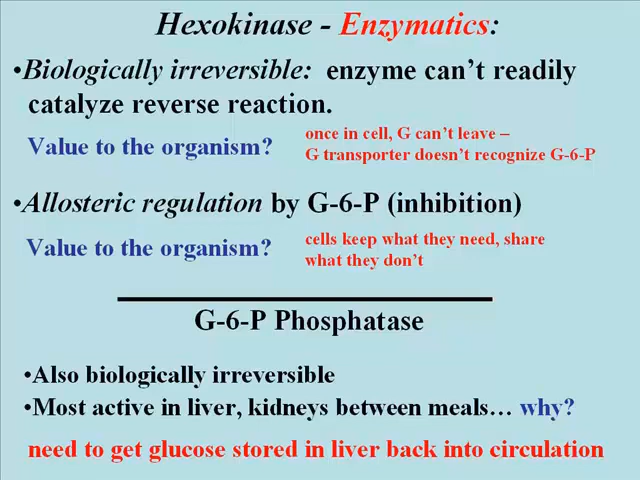 Hexokinase - Enzymatics:
•Biologically irreversible: enzyme can't readily
catalyze reverse reaction.
Value to the organism?
once in cell, G can't leave –
G transporter doesn't recognize G-6-P
•Allosteric regulation by G-6-P (inhibition)
Value to the organism?
cells keep what they need, share
what they don't
G-6-P Phosphatase
•Also biologically irreversible
•Most active in liver, kidneys between meals… why?
need to get glucose stored in liver back into circulation